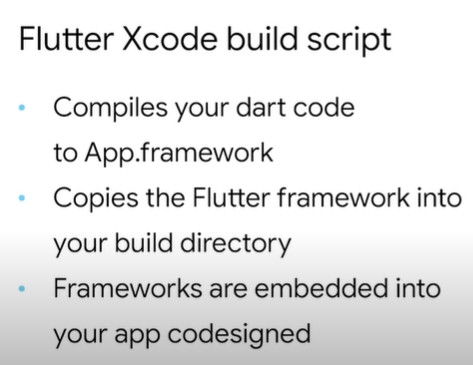 Flutter Xcode build script
• Compiles your dart code
to App.framework
• Copies the Flutter framework into
your build directory
• Frameworks are embedded into
your app codesigned